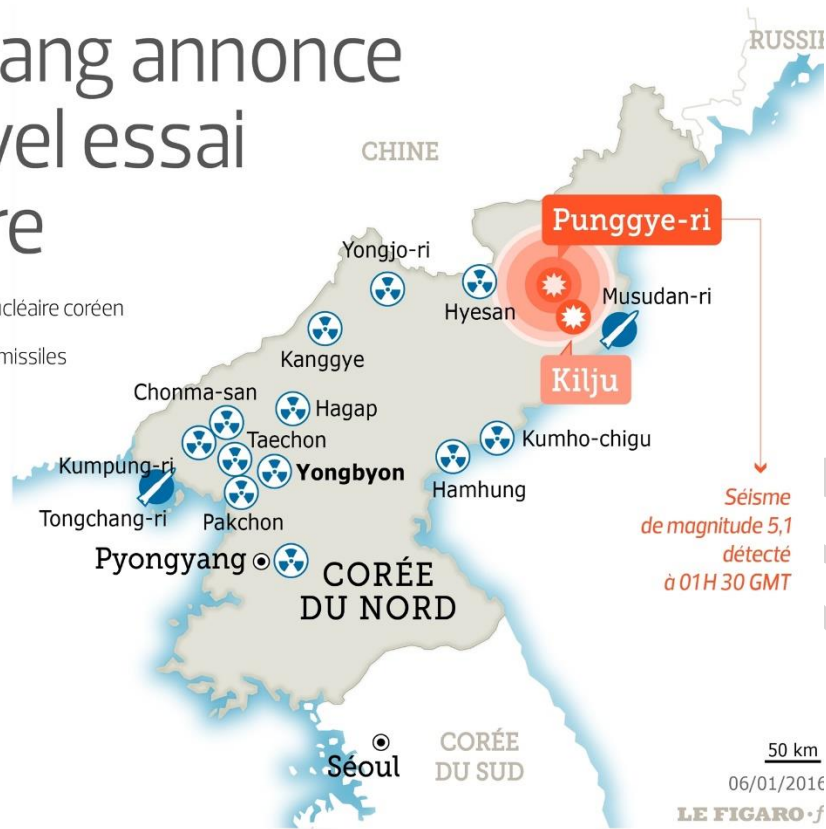 ang annonce
vel essai
re
cléaire coréen
missiles
RUSSIE
CHINE
Punggye-ri
Yongjo-ri
Hyesan
Musudan-ri
Kanggye
Kilju
Chonma-san
Hagap
Taechon
Kumho-chigu
Kumpung-ri
Yongbyon
Hamhung
Tongchang-ri
Pakchon
Séisme
de magnitude 5,1
détecté
à 01H 30 GMT
Pyongyang
CORÉE
DU NORD
Séoul
CORÉE
DU SUD
50 km
06/01/2016
LE FIGARO·f